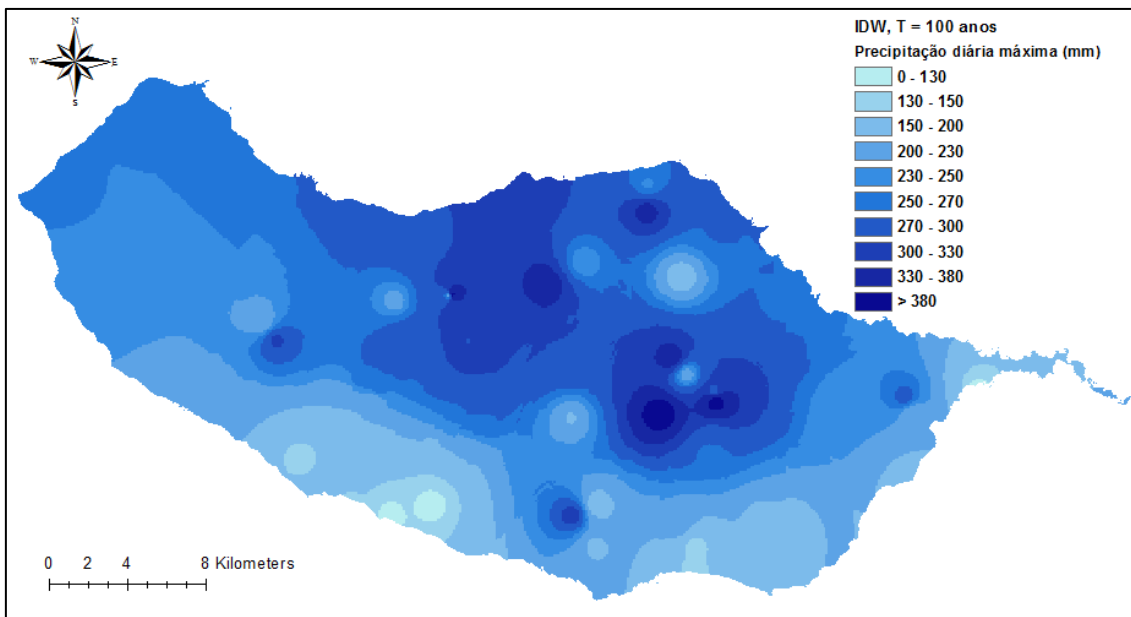 N
W E
S
IDW, T = 100 anos
Precipitação diária máxima (mm)
0 - 130
130 - 150
150 - 200
200 - 230
230 - 250
250 - 270
270 - 300
300 - 330
330 - 380
> 380
0 2 4 8 Kilometers